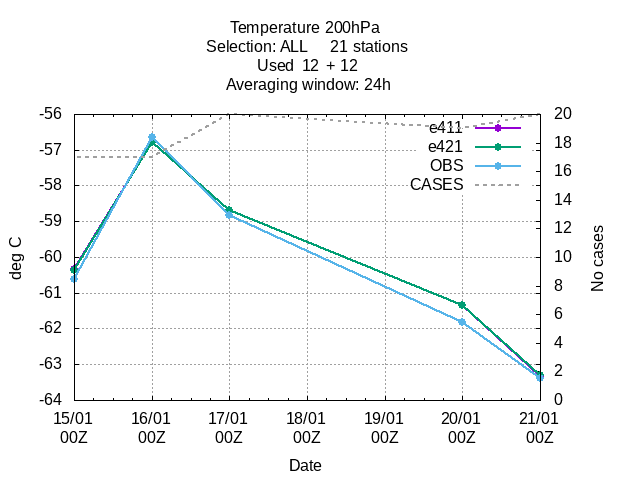 Temperature 200hPa
Selection: ALL     21 stations
Used  12  + 12
Averaging window: 24h
-56
-57
-58
-59
-60
-61
-62
-63
-64
deg C
20
18
16
14
12
10
8
6
4
2
0
No cases
e411
e421
OBS
CASES
15/01 16/01 17/01 18/01 19/01 20/01 21/01
00Z 00Z 00Z 00Z 00Z 00Z 00Z
Date